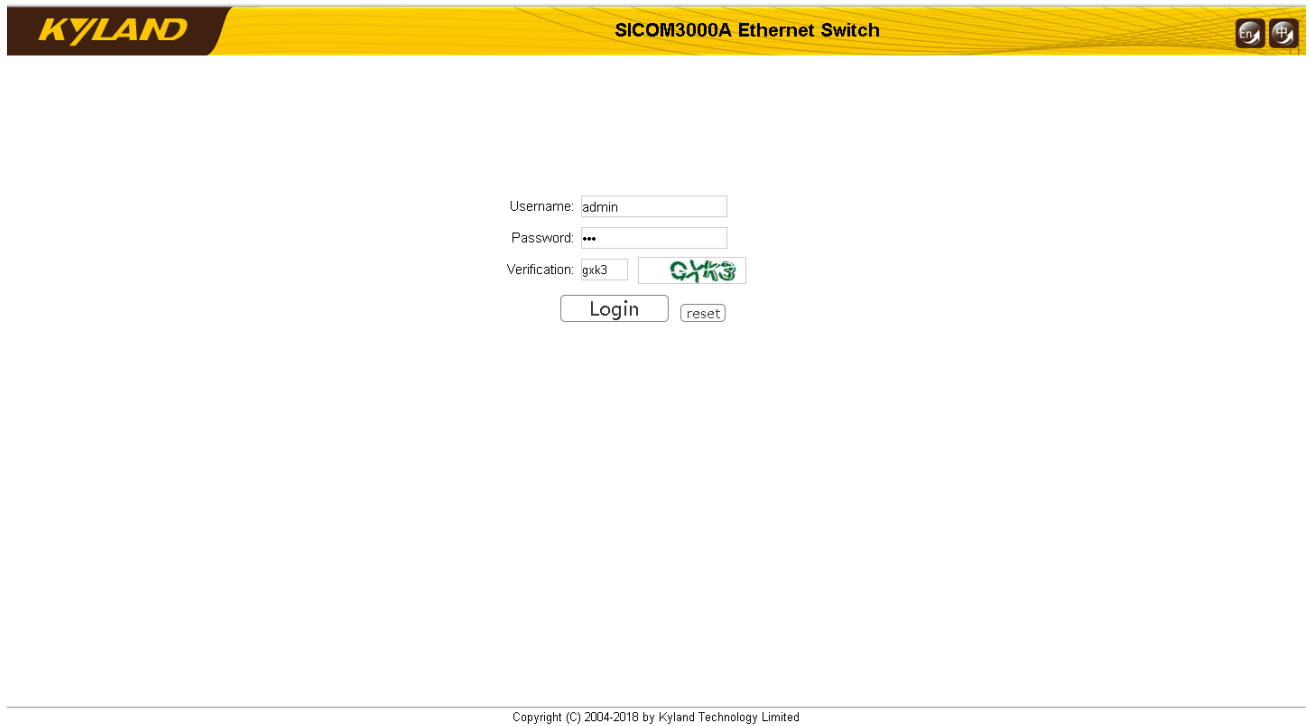 KYLAND
SICOM3000A Ethernet Switch
En 中
Username: admin
Password: •••
Verification: gxk3 GXK3
Login reset
Copyright (C) 2004-2018 by Kyland Technology Limited